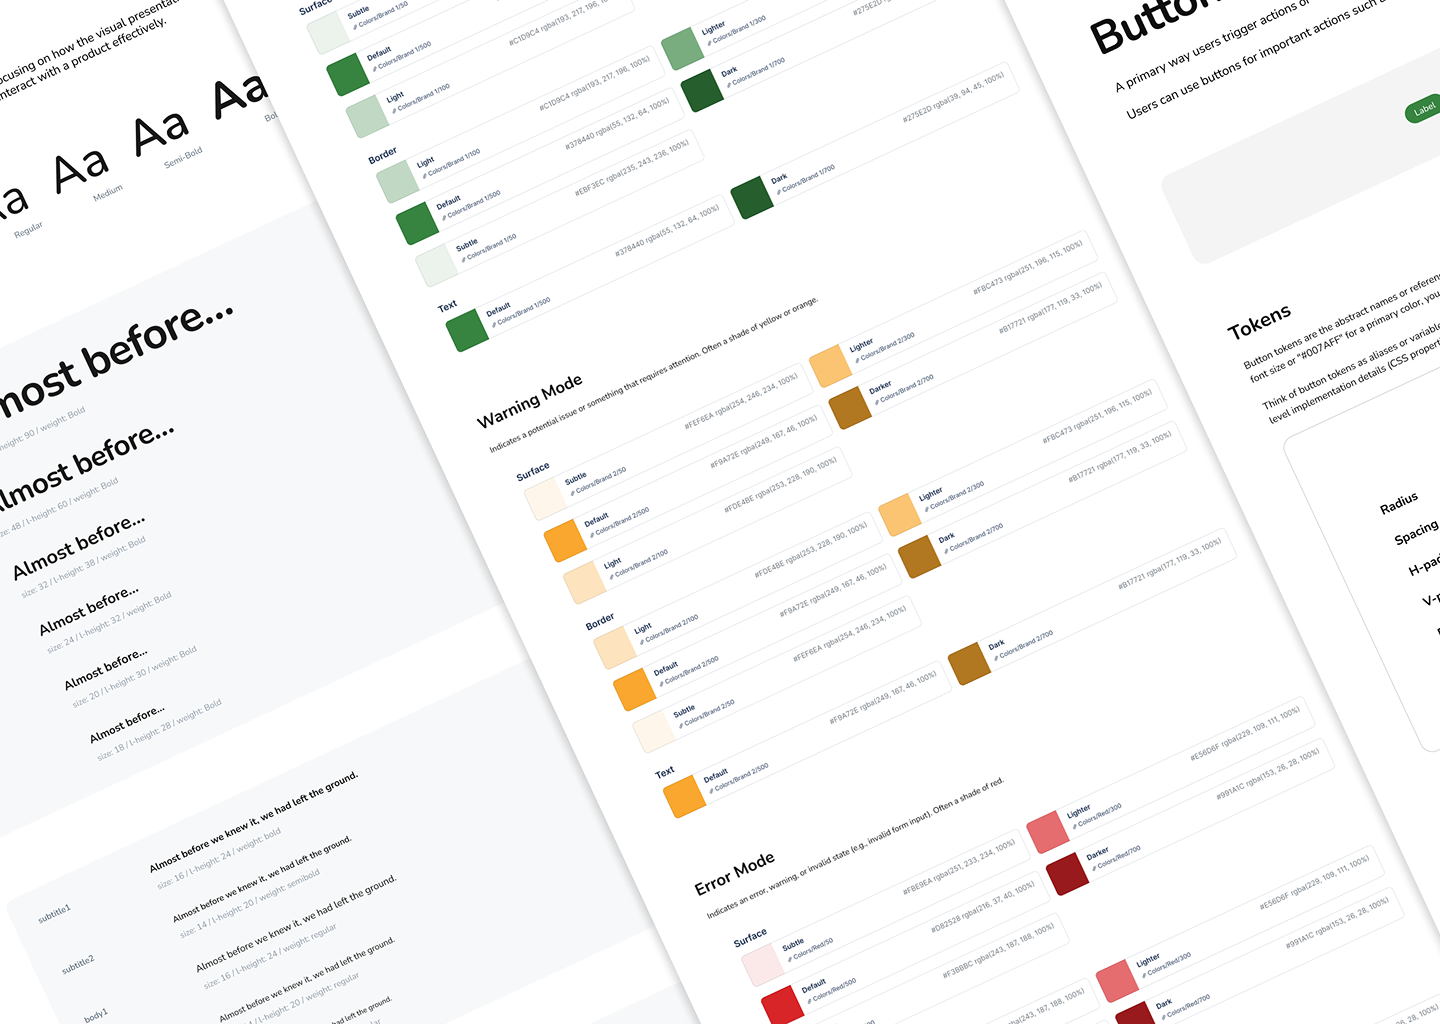 ocusing on how the visual presentati
nteract with a product effectively.
Aa
Regular
Aa
Medium
Aa
Semi-Bold
Aa
Bol
most before...
height: 90 / weight: Bold
lmost before...
ze: 48 / l-height: 60 / weight: Bold
Almost before...
size: 32 / l-height: 38 / weight: Bold
Almost before...
size: 24 / l-height: 32 / weight: Bold
Almost before...
size: 20 / l-height: 30 / weight: Bold
Almost before...
size: 18 / l-height: 28 / weight: Bold
subtitle1
Almost before we knew it, we had left the ground.
size: 16 / l-height: 24 / weight: bold
subtitle2
Almost before we knew it, we had left the ground.
size: 14 / l-height: 20 / weight: semibold
body1
Almost before we knew it, we had left the ground.
size: 16 / l-height: 24 / weight: regular
Almost before we knew it, we had left the ground.
/ l-height: 20 / weight: regular
had left the ground.
Surface
Subtle
Colors/Brand 1/50
Default
Colors/Brand 1/500
Light
Colors/Brand 1/100
#C1D9C4 rgba(193, 217, 196, 10
Lighter
Colors/Brand 1/300
Dark
Colors/Brand 1/700
#275E2D
Border
Light
Colors/Brand 1/100
#C1D9C4 rgba(193, 217, 196, 100%)
Default
Colors/Brand 1/500
#378440 rgba(55, 132, 64, 100%)
Subtle
Colors/Brand 1/50
#EBF3EC rgba(235, 243, 236, 100%)
Dark
Colors/Brand 1/700
#275E2D rgba(39, 94, 45, 100%)
Text
Default
Colors/Brand 1/500
#378440 rgba(55, 132, 64, 100%)
Warning Mode
Indicates a potential issue or something that requires attention. Often a shade of yellow or orange.
Surface
Subtle
Colors/Brand 2/50
#FEF6EA rgba(254, 246, 234, 100%)
Default
Colors/Brand 2/500
#F9A72E rgba(249, 167, 46, 100%)
Light
Colors/Brand 2/100
#FDE4BE rgba(253, 228, 190, 100%)
Lighter
Colors/Brand 2/300
#FBC473 rgba(251, 196, 115, 100%)
Darker
Colors/Brand 2/700
#B17721 rgba(177, 119, 33, 100%)
Border
Light
Colors/Brand 2/100
#FDE4BE rgba(253, 228, 190, 100%)
Default
Colors/Brand 2/500
#F9A72E rgba(249, 167, 46, 100%)
Subtle
Colors/Brand 2/50
#FEF6EA rgba(254, 246, 234, 100%)
Lighter
Colors/Brand 2/300
#FBC473 rgba(251, 196, 115, 100%)
Dark
Colors/Brand 2/700
#B17721 rgba(177, 119, 33, 100%)
Text
Default
Colors/Brand 2/500
#F9A72E rgba(249, 167, 46, 100%)
Dark
Colors/Brand 2/700
#B17721 rgba(177, 119, 33, 100%)
Error Mode
Indicates an error, warning, or invalid state (e.g., invalid form input). Often a shade of red.
Surface
Subtle
Colors/Red/50
#FBE9EA rgba(251, 233, 234, 100%)
Default
Colors/Red/500
#D82528 rgba(216, 37, 40, 100%)
#F3BBBC rgba(243, 187, 188, 100%)
Lighter
Colors/Red/300
#E56D6F rgba(229, 109, 111, 100%)
Darker
Colors/Red/700
#991A1C rgba(153, 26, 28, 100%)
Lighter
Colors/Red/300
#E56D6F rgba(229, 109, 111, 100%)
Dark
Colors/Red/700
#991A1C rgba(153, 26, 28, 100%)
(243, 187, 188, 100%)
Button
A primary way users trigger actions or
Users can use buttons for important actions such a
Label
Tokens
Button tokens are the abstract names or referenc
font size or "#007AFF" for a primary color, you
Think of button tokens as aliases or variable
level implementation details (CSS properti
Radius
Spacing
H-pad
V-p